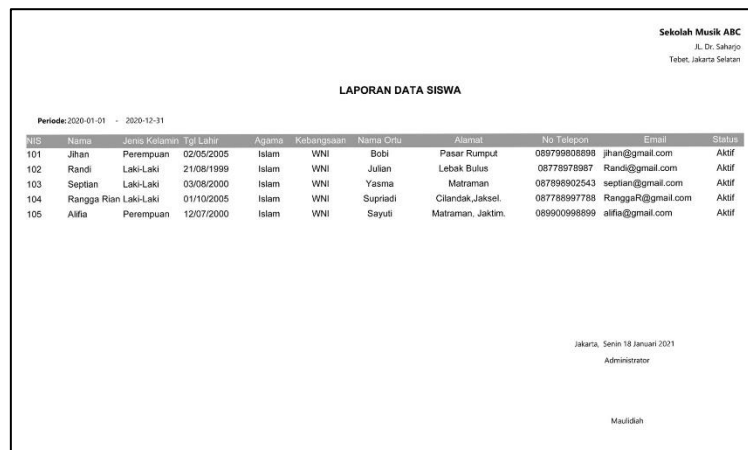 Sekolah Musik ABC
JL. Dr. Saharjo
Tebet, Jakarta Selatan
LAPORAN DATA SISWA
Periode: 2020-01-01 - 2020-12-31
NIS Nama Jenis Kelamin Tgl Lahir Agama Kebangsaan Nama Ortu Alamat No Telepon Email Status
101 Jihan Perempuan 02/05/2005 Islam WNI Bobi Pasar Rumput 089799808898 jihan@gmail.com Aktif
102 Randi Laki-Laki 21/08/1999 Islam WNI Julian Lebak Bulus 08778978987 Randi@gmail.com Aktif
103 Septian Laki-Laki 03/08/2000 Islam WNI Yasma Matraman 087898902543 septian@gmail.com Aktif
104 Rangga Rian Laki-Laki 01/10/2005 Islam WNI Supriadi Cilandak,Jaksel. 087788997788 RanggaR@gmail.com Aktif
105 Alifia Perempuan 12/07/2000 Islam WNI Sayuti Matraman, Jaktim. 089900998899 alifia@gmail.com Aktif
Jakarta, Senin 18 Januari 2021
Administrator
Maulidiah